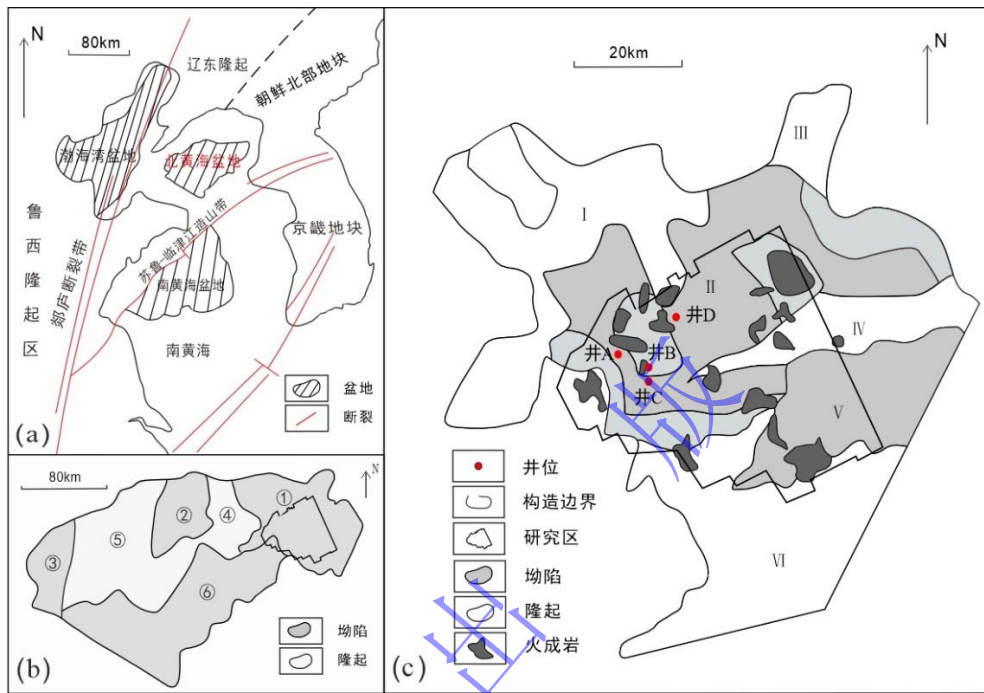 N
80km
辽东隆起
朝鲜北部地块
渤海湾盆地
北黄海盆地
鲁西隆起区
郯庐断裂带
苏鲁-临津江造山带
京畿地块
南黄海盆地
南黄海
盆地
断裂
(a)
80km
N
①
②
④
⑤
③
⑥
坳陷
隆起
(b)
20km
N
III
I
II
井D
IV
井A
井B
井C
V
VI
井位
构造边界
研究区
坳陷
隆起
火成岩
(c)